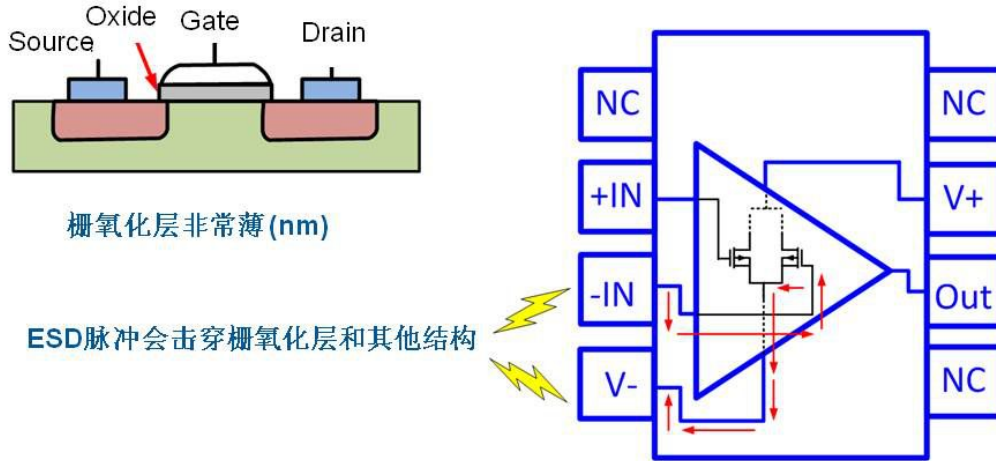 Oxide
Gate
Source
Drain
栅氧化层非常薄(nm)
ESD脉冲会击穿栅氧化层和其他结构
NC
NC
+IN
V+
-IN
Out
V-
NC